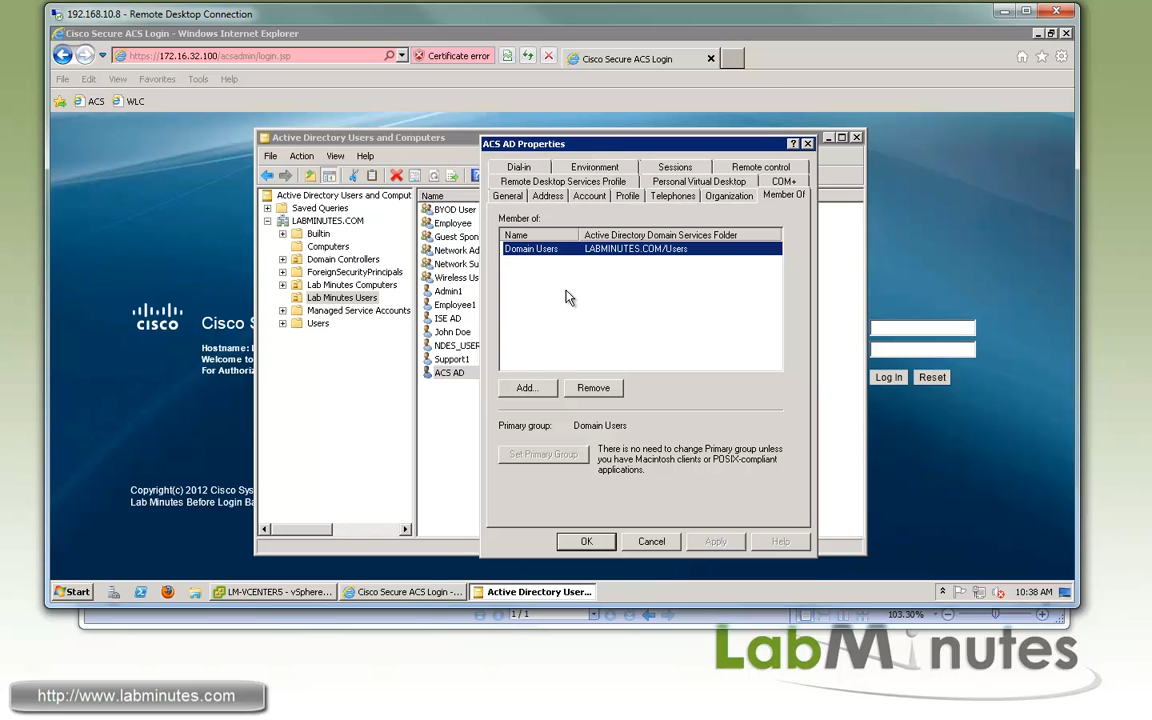 192.168.10.8 - Remote Desktop Connection
Cisco Secure ACS Login - Windows Internet Explorer
https://172.16.32.100/acsadmin/login.jsp
Certificate error
Cisco Secure ACS Login
File Edit View Favorites Tools Help
ACS WLC
Active Directory Users and Computers
File Action View Help
Active Directory Users and Comput
Saved Queries
LABMINUTES.COM
Builtin
Computers
Domain Controllers
ForeignSecurityPrincipals
Lab Minutes Computers
Lab Minutes Users
Managed Service Accounts
Users
Name
BYOD User
Employee
Guest Spon
Network Ad
Network Su
Wireless Us
Admin1
Employee1
ISE AD
John Doe
NDES_USER
Support1
ACS AD
ACS AD Properties
Dial-in Environment Sessions Remote control
Remote Desktop Services Profile Personal Virtual Desktop COM+
General Address Account Profile Telephones Organization Member Of
Member of:
Name Active Directory Domain Services Folder
Domain Users LABMINUTES.COM/Users
Add... Remove
Primary group: Domain Users
Set Primary Group
There is no need to change Primary group unless
you have Macintosh clients or POSIX-compliant
applications.
OK Cancel Apply Help
CISCO
Cisco S
Hostname:
Welcome to
For Authoriz
Log In Reset
Copyright(c) 2012 Cisco Sys
Lab Minutes Before Login Ba
Start
LM-VCENTER5 - vSphere...
Cisco Secure ACS Login -...
Active Directory User...
10:38 AM
1 / 1
103.30%
LabMinutes
http://www.labminutes.com